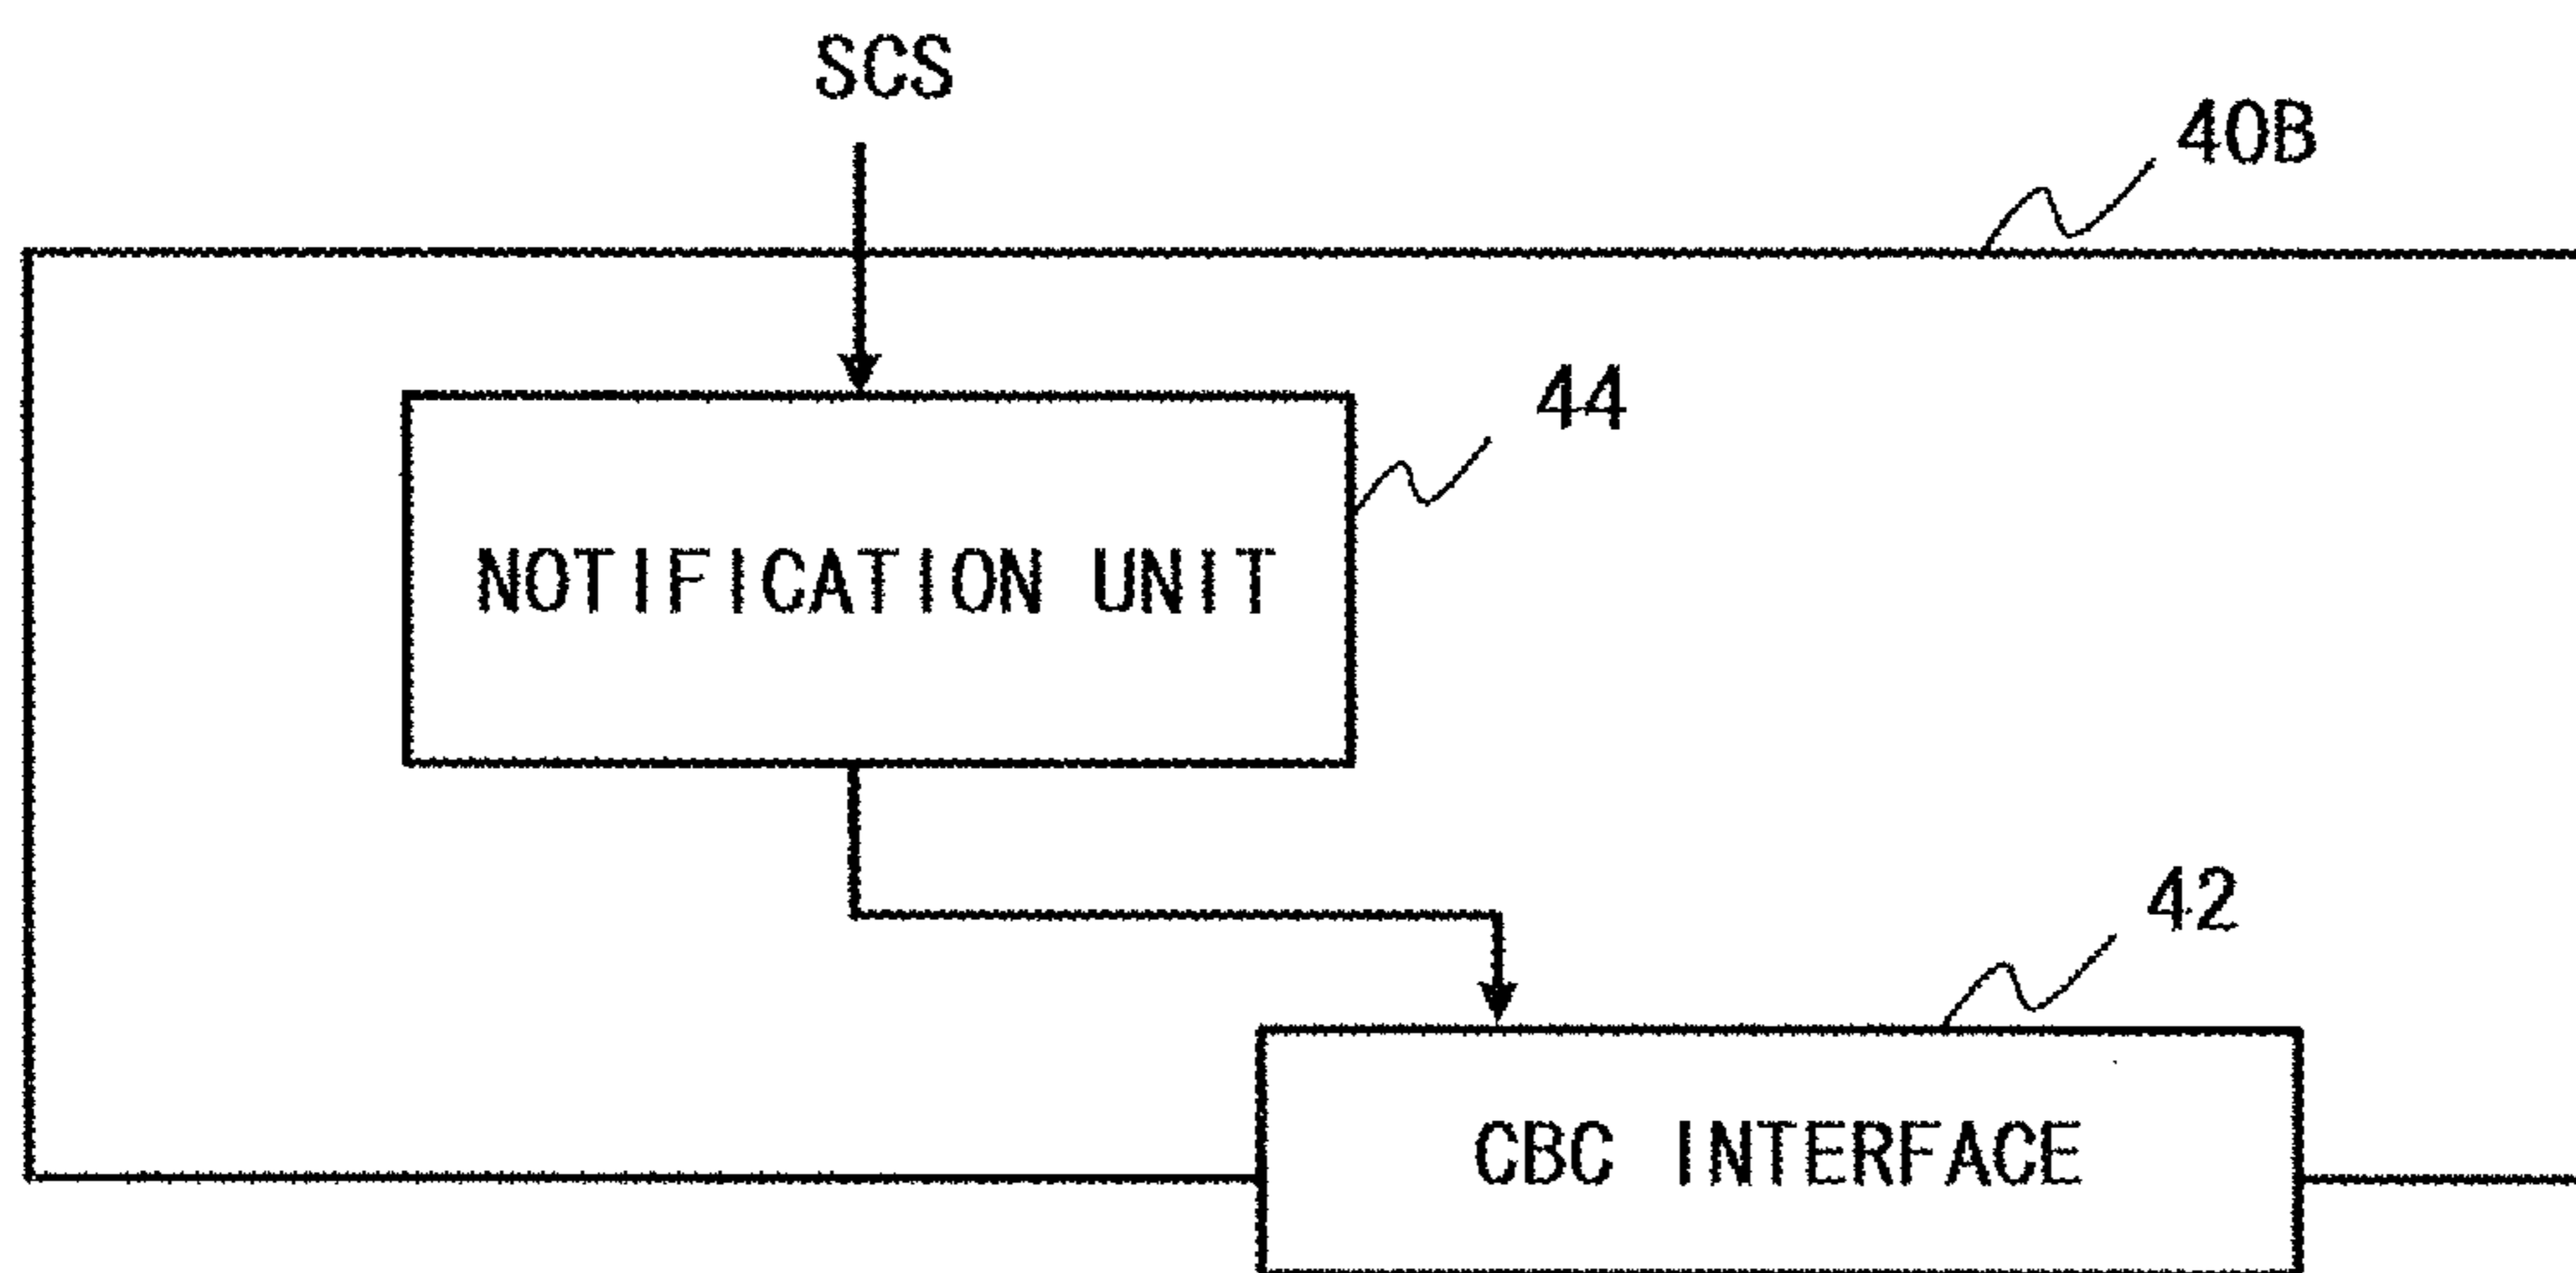 SCS
40B
44
NOTIFICATION UNIT
42
CBC INTERFACE